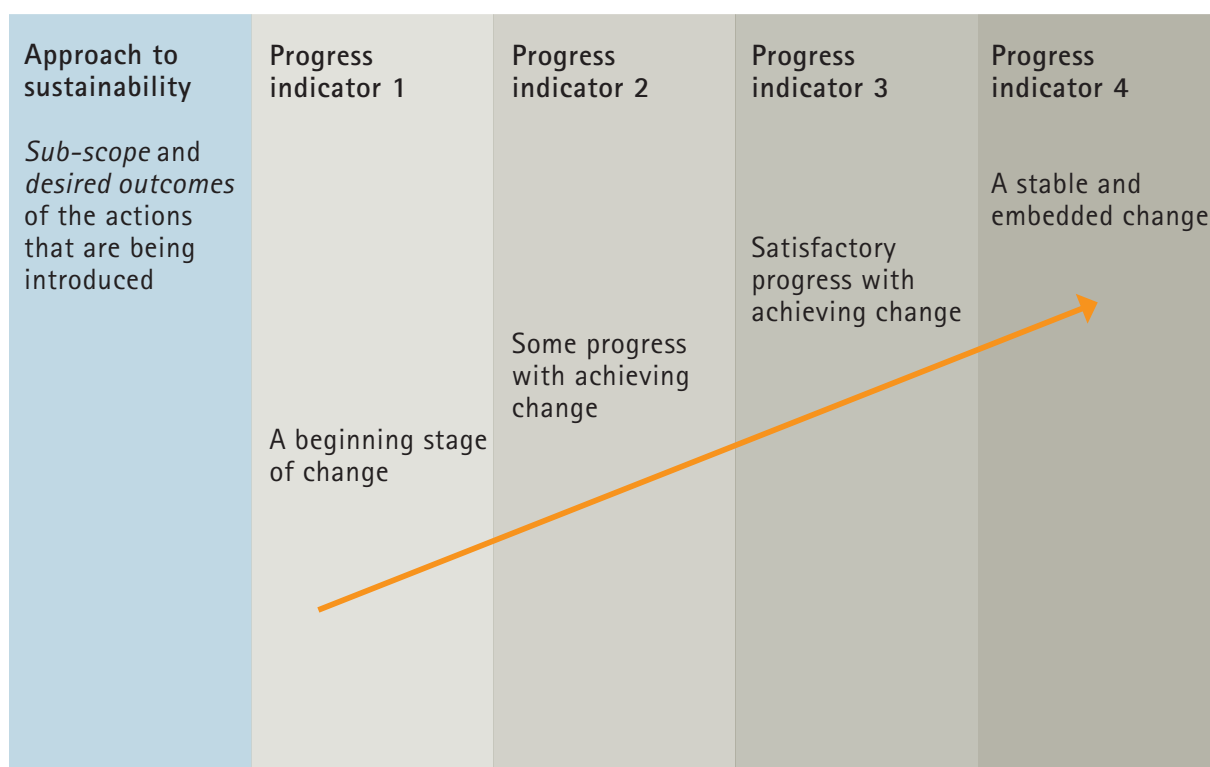 Approach to
sustainability
Sub-scope and
desired outcomes
of the actions
that are being
introduced
Progress
indicator 1
A beginning stage
of change
Progress
indicator 2
Some progress
with achieving
change
Progress
indicator 3
Satisfactory
progress with
achieving change
Progress
indicator 4
A stable and
embedded change